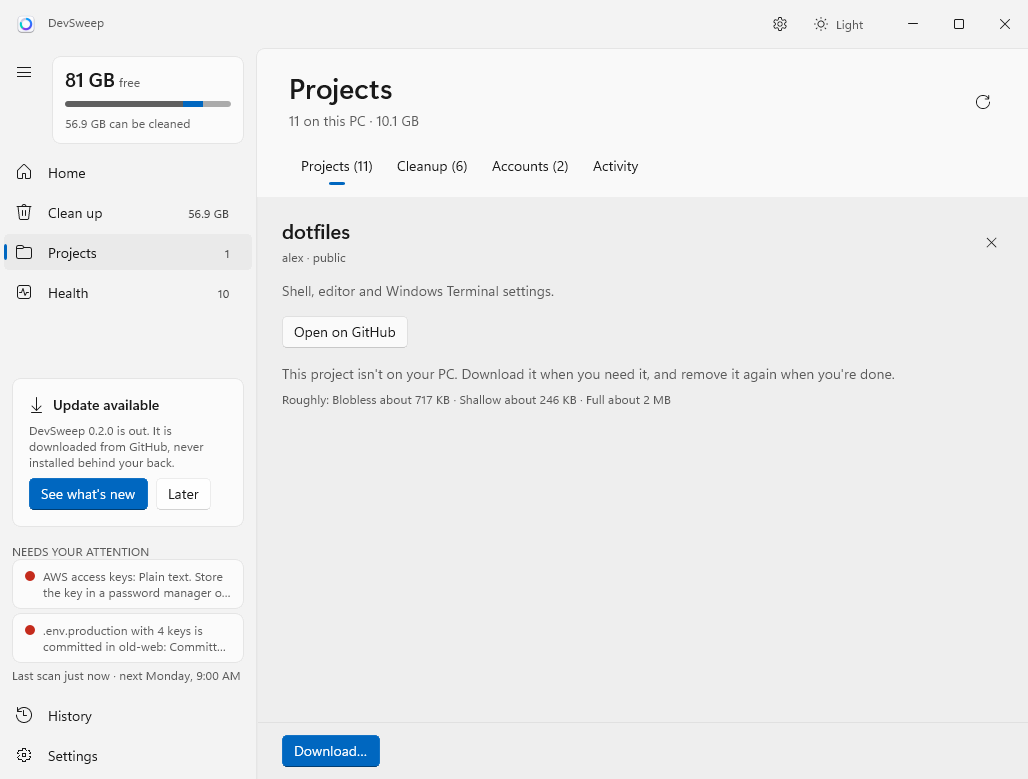 DevSweep
Light
81 GB free
56.9 GB can be cleaned
Home
Clean up 56.9 GB
Projects 1
Health 10
Update available
DevSweep 0.2.0 is out. It is
downloaded from GitHub, never
installed behind your back.
See what's new
Later
NEEDS YOUR ATTENTION
AWS access keys: Plain text. Store
the key in a password manager o...
.env.production with 4 keys is
committed in old-web: Committ...
Last scan just now · next Monday, 9:00 AM
History
Settings
Projects
11 on this PC · 10.1 GB
Projects (11) Cleanup (6) Accounts (2) Activity
dotfiles
alex · public
Shell, editor and Windows Terminal settings.
Open on GitHub
This project isn't on your PC. Download it when you need it, and remove it again when you're done.
Roughly: Blobless about 717 KB · Shallow about 246 KB · Full about 2 MB
Download...